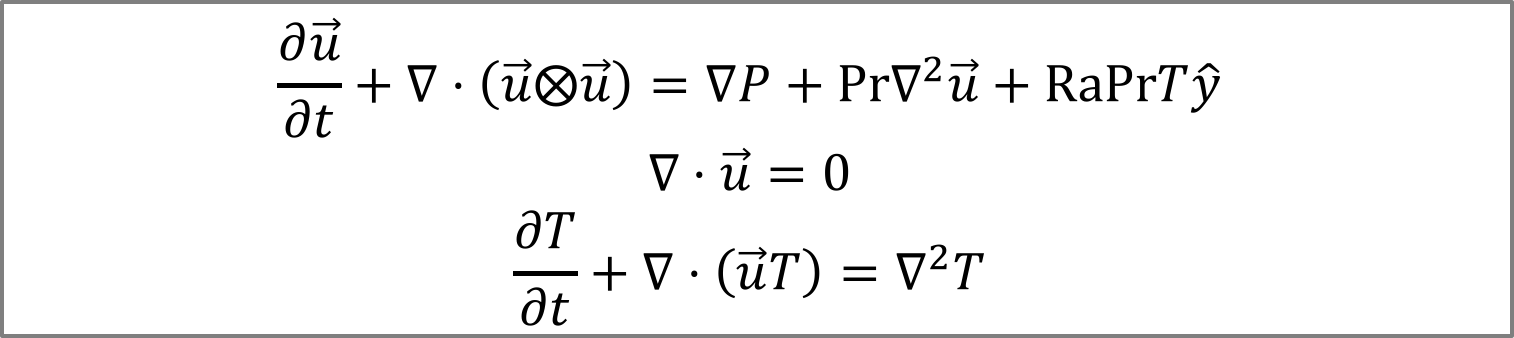 ∂u⃗/∂t + ∇ · (u⃗⊗u⃗) = ∇P + Pr∇²u⃗ + RaPrTŷ
∇ · u⃗ = 0
∂T/∂t + ∇ · (u⃗T) = ∇²T